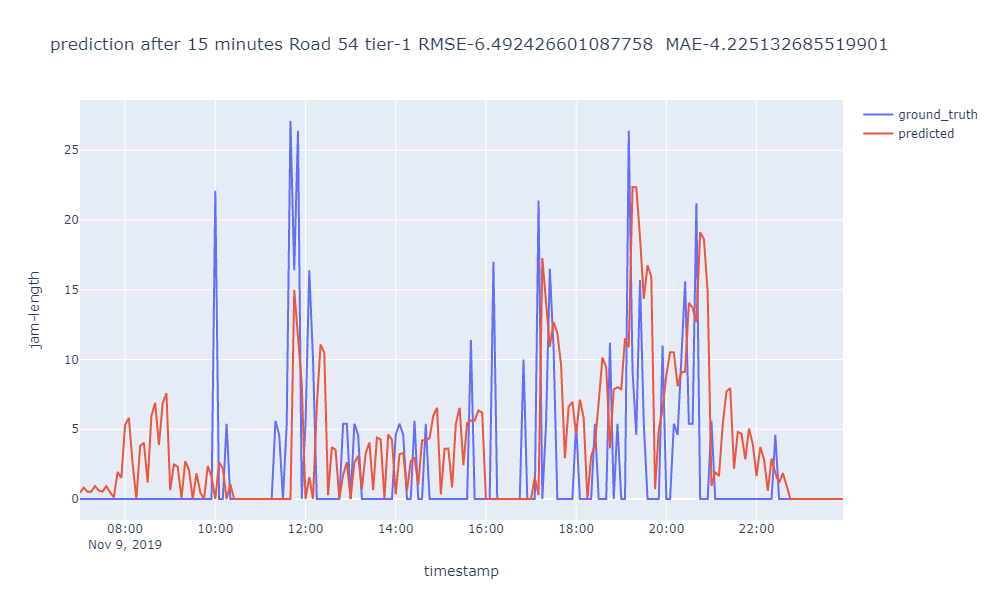 prediction after 15 minutes Road 54 tier-1 RMSE-6.492426601087758 MAE-4.225132685519901
ground_truth
predicted
25
20
15
10
5
0
jam-length
08:00 10:00 12:00 14:00 16:00 18:00 20:00 22:00
Nov 9, 2019
timestamp